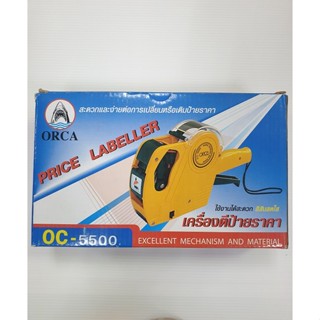 สะดวกและง่ายต่อการเปลี่ยนหรือเติมป้ายราคา
ORCA
PRICE LABELLER
ORCA
ใช้งานได้สะดวก
เครื่องตีป้ายราคา
OC-5500
EXCELLENT MECHANISM AND MATERIAL